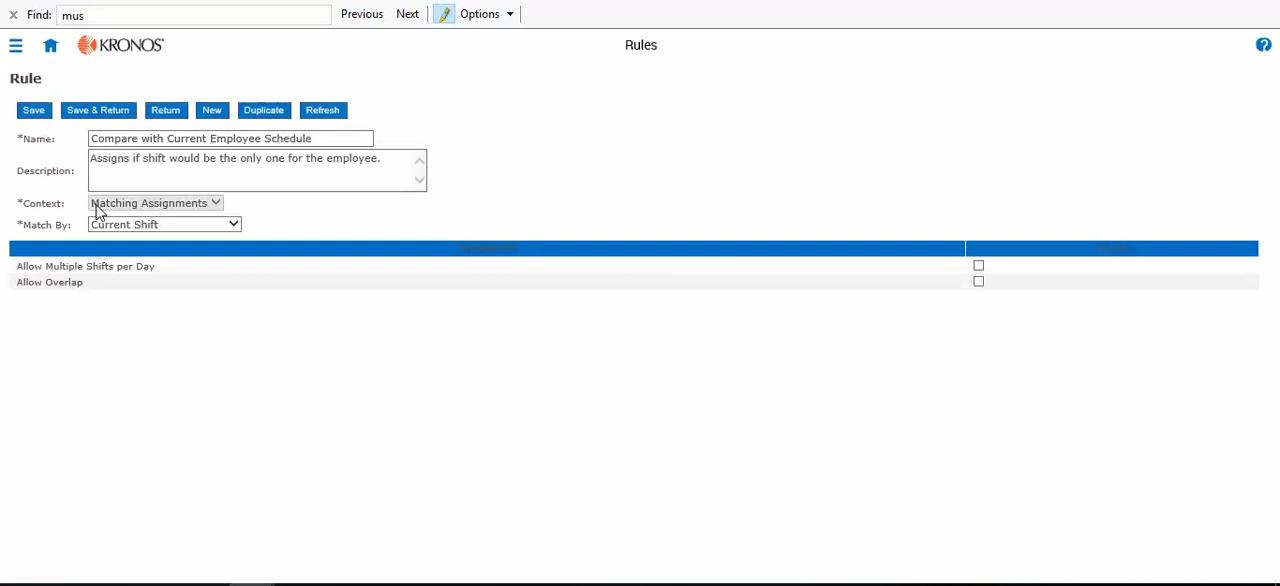 Find: mus Previous Next Options
KRONOS Rules
Rule
Save Save & Return Return New Duplicate Refresh
*Name: Compare with Current Employee Schedule
Description: Assigns if shift would be the only one for the employee.
*Context: Matching Assignments
*Match By: Current Shift
Allow Multiple Shifts per Day
Allow Overlap